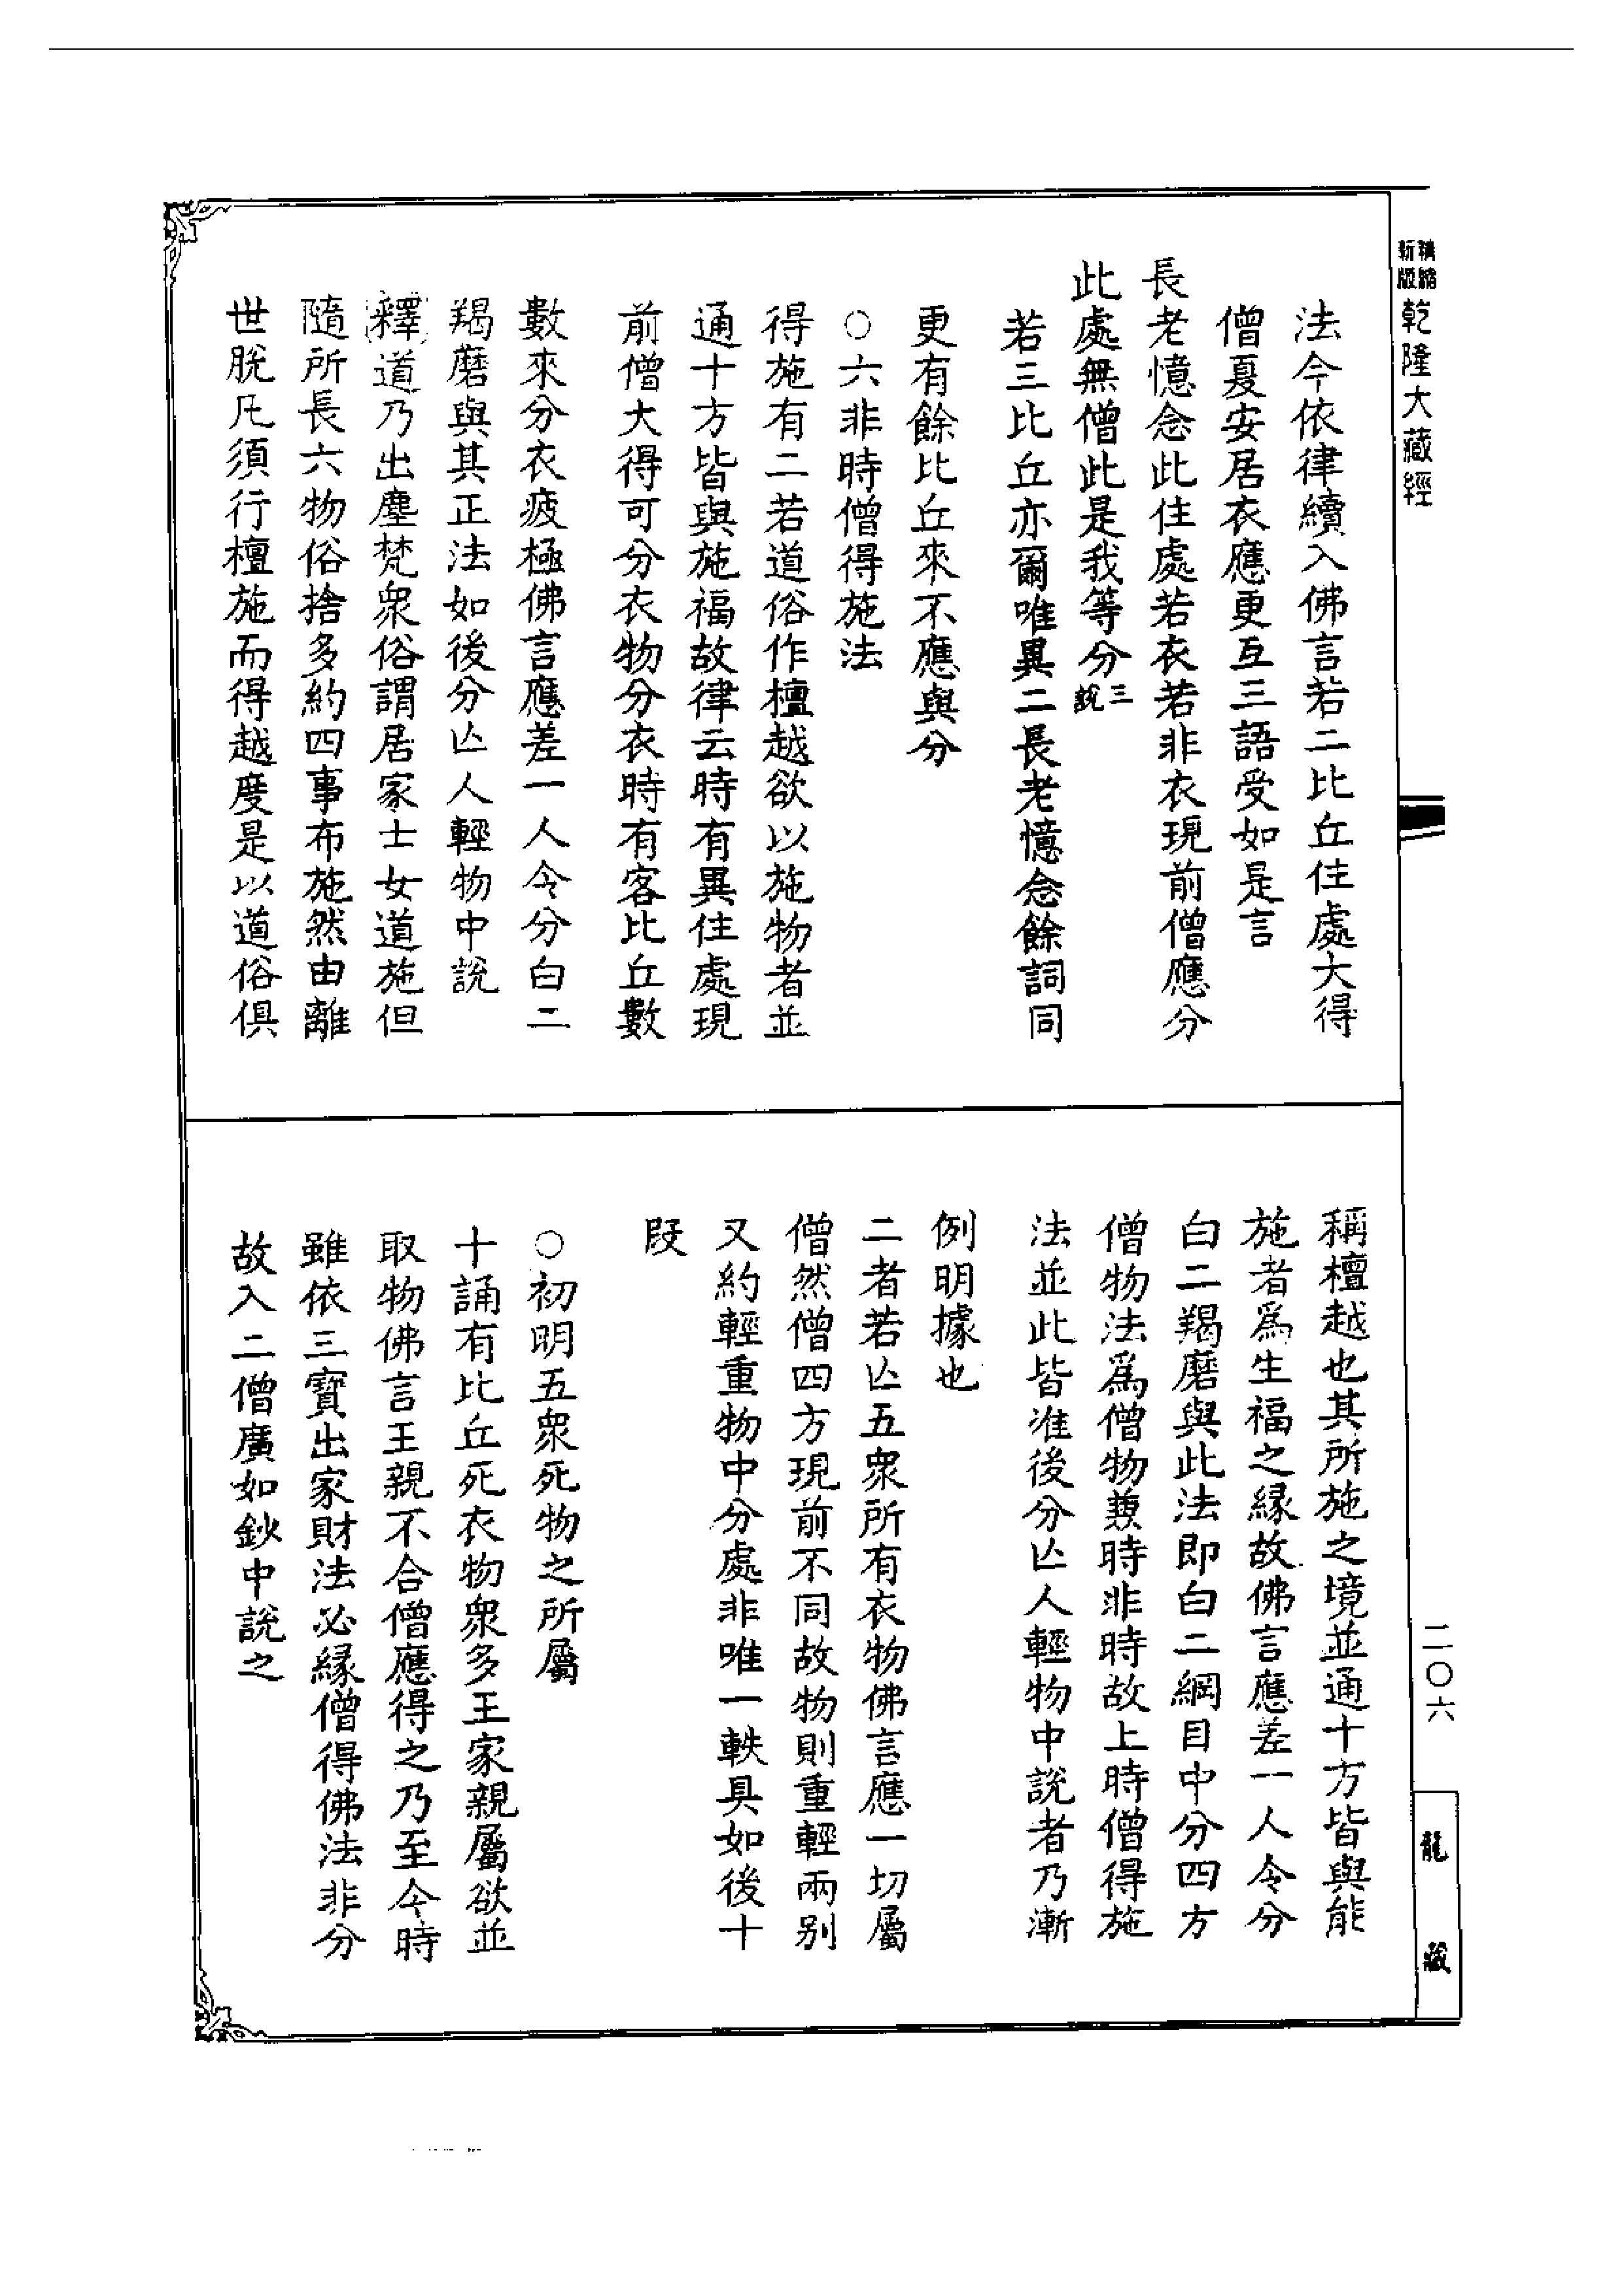 精縮新版乾隆大藏經
法今依律續入佛言若二比丘住處大得
僧夏安居衣應更互三語受如是言
長老憶念此住處若衣若非衣現前僧應分
此處無僧此是我等分三說
若三比丘亦爾唯異二長老憶念餘詞同
更有餘比丘來不應與分
○六非時僧得施法
得施有二若道俗作檀越欲以施物者並
通十方皆與施福故律云時有異住處現
前僧大得可分衣物分衣時有客比丘數
數來分衣疲極佛言應差一人令分白二
羯磨與其正法如後分亾人輕物中說
釋道乃出塵梵衆俗謂居家士女道施但
隨所長六物俗捨多約四事布施然由離
世脫凡須行檀施而得越度是以道俗俱
稱檀越也其所施之境並通十方皆與能
施者爲生福之緣故佛言應差一人令分
白二羯磨與此法即白二綱目中分四方
僧物法爲僧物兼時非時故上時僧得施
法並此皆准後分亾人輕物中說者乃漸
例明據也
二者若亾五衆所有衣物佛言應一切屬
僧然僧四方現前不同故物則重輕兩別
又約輕重物中分處非唯一軼具如後十
叚
○初明五衆死物之所屬
十誦有比丘死衣物衆多王家親屬欲並
取物佛言王親不合僧應得之乃至今時
雖依三寶出家財法必緣僧得佛法非分
故入二僧廣如鈔中說之
二〇六
龍藏